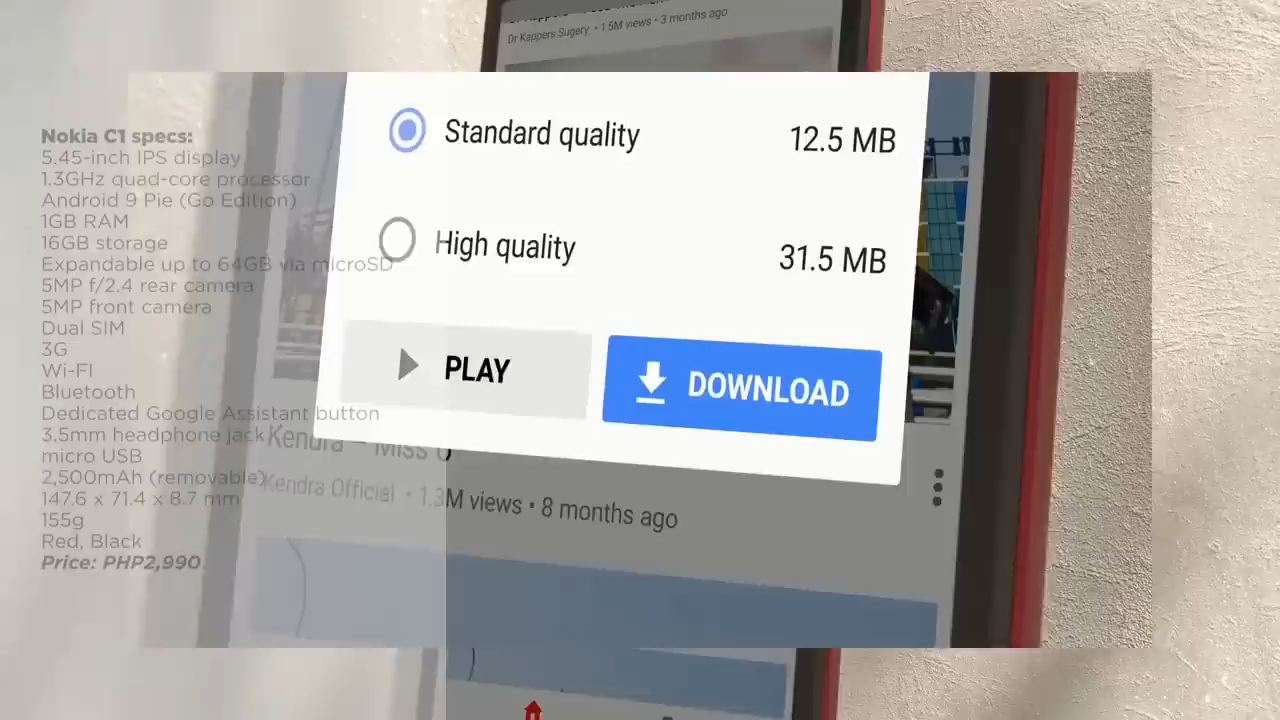 Dr Kappers Sugery • 1.5M views • 3 months ago
Standard quality 12.5 MB
High quality 31.5 MB
PLAY DOWNLOAD
Kendra – Miss U
Kendra Official • 1.3M views • 8 months ago
Nokia C1 specs:
5.45-inch IPS display
1.3GHz quad-core processor
Android 9 Pie (Go Edition)
1GB RAM
16GB storage
Expandable up to 64GB via microSD
5MP f/2.4 rear camera
5MP front camera
Dual SIM
3G
Wi-FI
Bluetooth
Dedicated Google Assistant button
3.5mm headphone jack
micro USB
2,500mAh (removable)
147.6 x 71.4 x 8.7 mm
155g
Red, Black
Price: PHP2,990